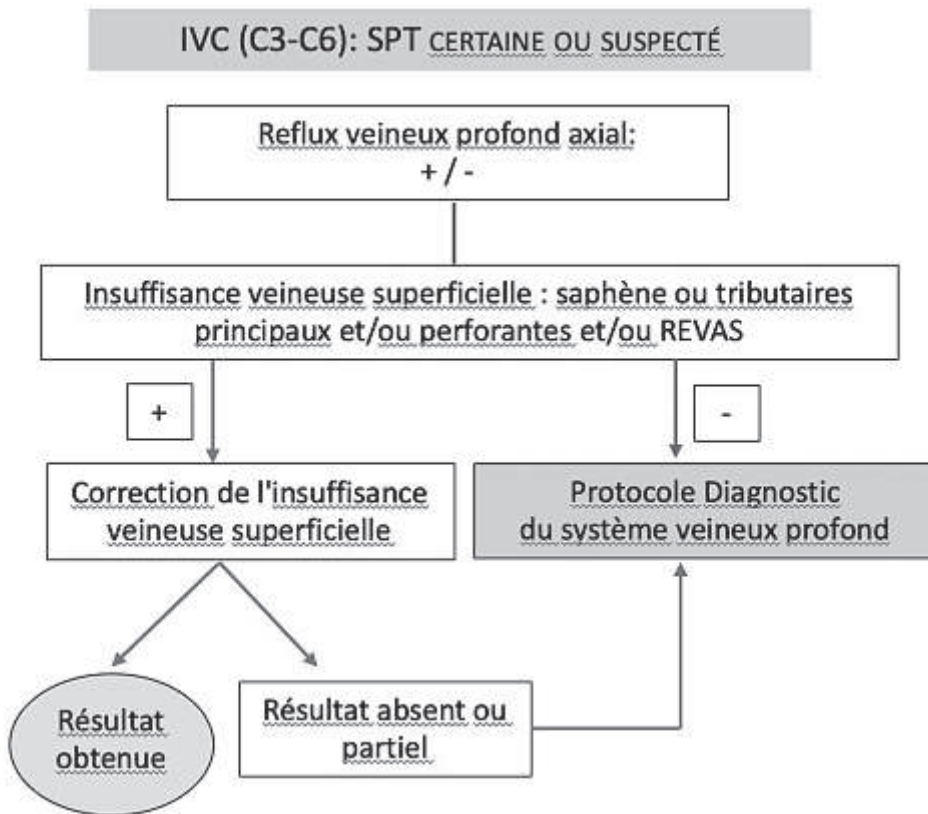 IVC (C3-C6): SPT CERTAINE OU SUSPECTÉ
Reflux veineux profond axial:
+ / -
Insuffisance veineuse superficielle : saphène ou tributaires
principaux et/ou perforantes et/ou REVAS
+
-
Correction de l'insuffisance
veineuse superficielle
Protocole Diagnostic
du système veineux profond
Résultat
obtenue
Résultat absent ou
partiel